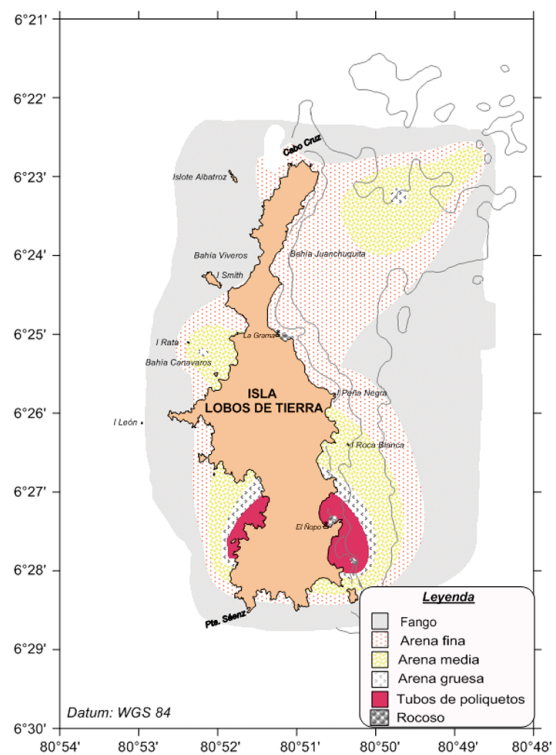 6°21'
6°22'
6°23'
6°24'
6°25'
6°26'
6°27'
6°28'
6°29'
6°30'
Cabo Cruz
Islote Albatroz
Bahía Viveros
Bahia Juanchuquita
I Smith
La Grama
I Rata
Bahía Canavaros
ISLA
LOBOS DE TIERRA
I Peña Negra
I León
I Roca Blanca
El Ñopo
Pta. Sáenz
Leyenda
Fango
Arena fina
Arena media
Arena gruesa
Tubos de poliquetos
Rocoso
Datum: WGS 84
80°54'
80°53'
80°52'
80°51'
80°50'
80°49'
80°48